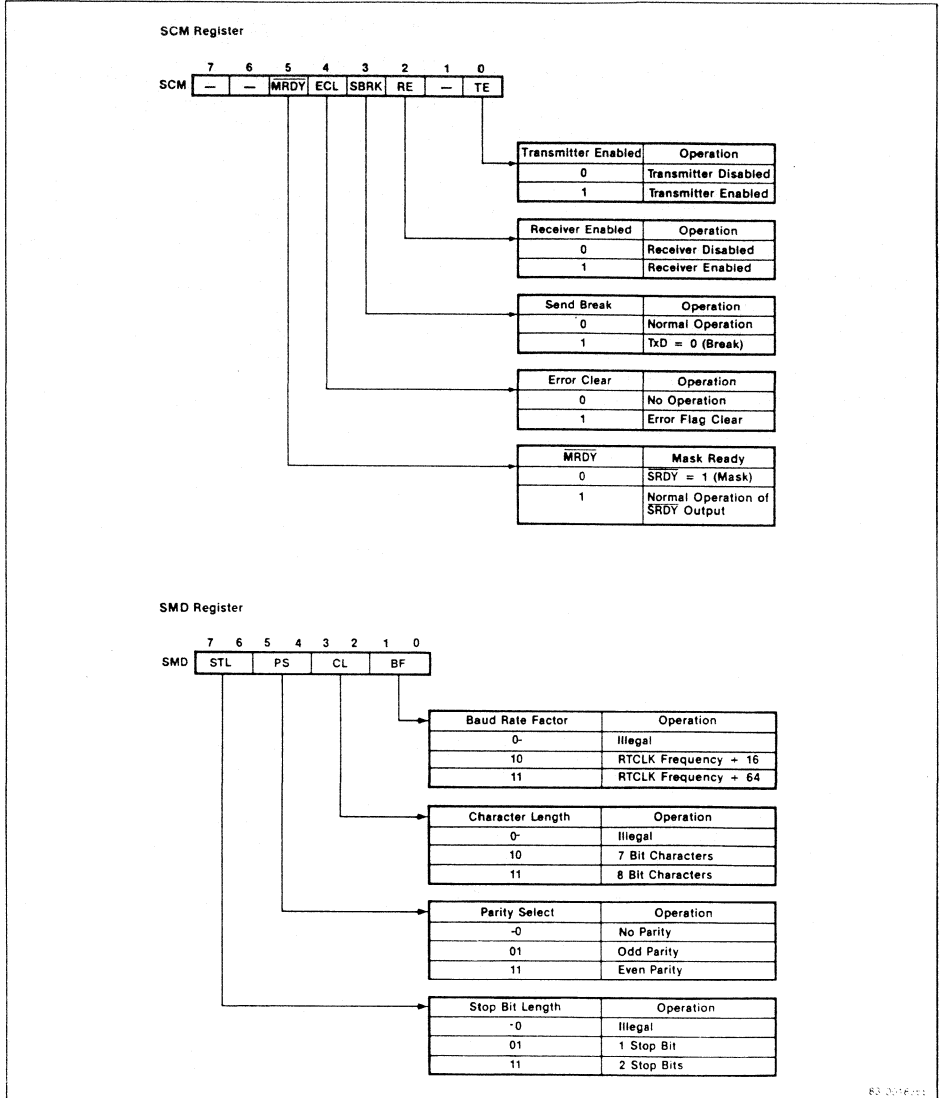 SCM Register
7 6 5 4 3 2 1 0
SCM — — MRDY ECL SBRK RE — TE
Transmitter Enabled Operation
0 Transmitter Disabled
1 Transmitter Enabled
Receiver Enabled Operation
0 Receiver Disabled
1 Receiver Enabled
Send Break Operation
0 Normal Operation
1 TxD = 0 (Break)
Error Clear Operation
0 No Operation
1 Error Flag Clear
MRDY Mask Ready
0 SRDY = 1 (Mask)
1 Normal Operation of
SRDY Output
SMD Register
7 6 5 4 3 2 1 0
SMD STL PS CL BF
Baud Rate Factor Operation
0- Illegal
10 RTCLK Frequency ÷ 16
11 RTCLK Frequency ÷ 64
Character Length Operation
0- Illegal
10 7 Bit Characters
11 8 Bit Characters
Parity Select Operation
-0 No Parity
01 Odd Parity
11 Even Parity
Stop Bit Length Operation
-0 Illegal
01 1 Stop Bit
11 2 Stop Bits